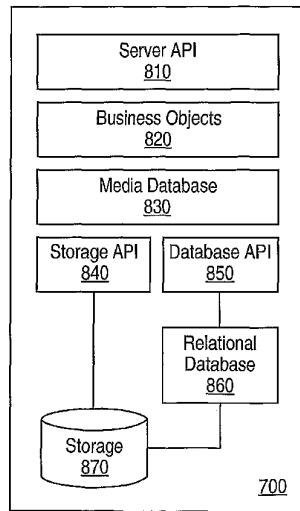 Server API
810
Business Objects
820
Media Database
830
Storage API
840
Database API
850
Relational
Database
860
Storage
870
700